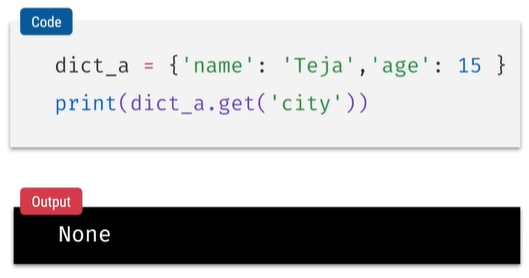 Code
dict_a = {'name': 'Teja','age': 15 }
print(dict_a.get('city'))
Output
None